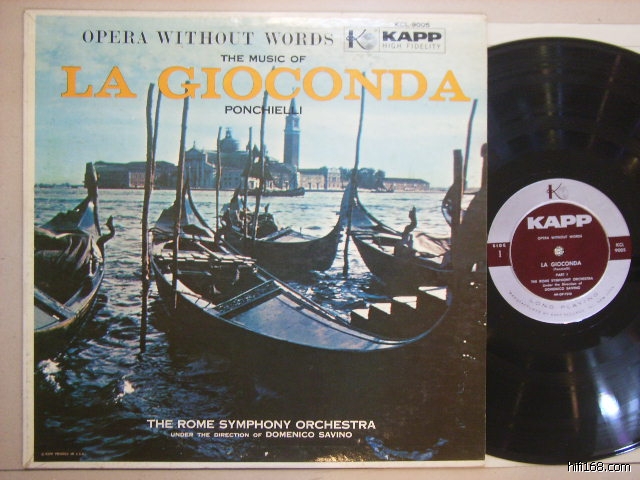 KCL-9005
OPERA WITHOUT WORDS
K KAPP
HIGH FIDELITY
THE MUSIC OF
LA GIOCONDA
PONCHIELLI
THE ROME SYMPHONY ORCHESTRA
UNDER THE DIRECTION OF DOMENICO SAVINO
K
KAPP
OPERA WITHOUT WORDS
SIDE
1
KCL
9005
LA GIOCONDA
(Ponchielli)
PART 1
THE ROME SYMPHONY ORCHESTRA
Under the Direction of
DOMENICO SAVINO
LONG PLAYING
hifi168.com